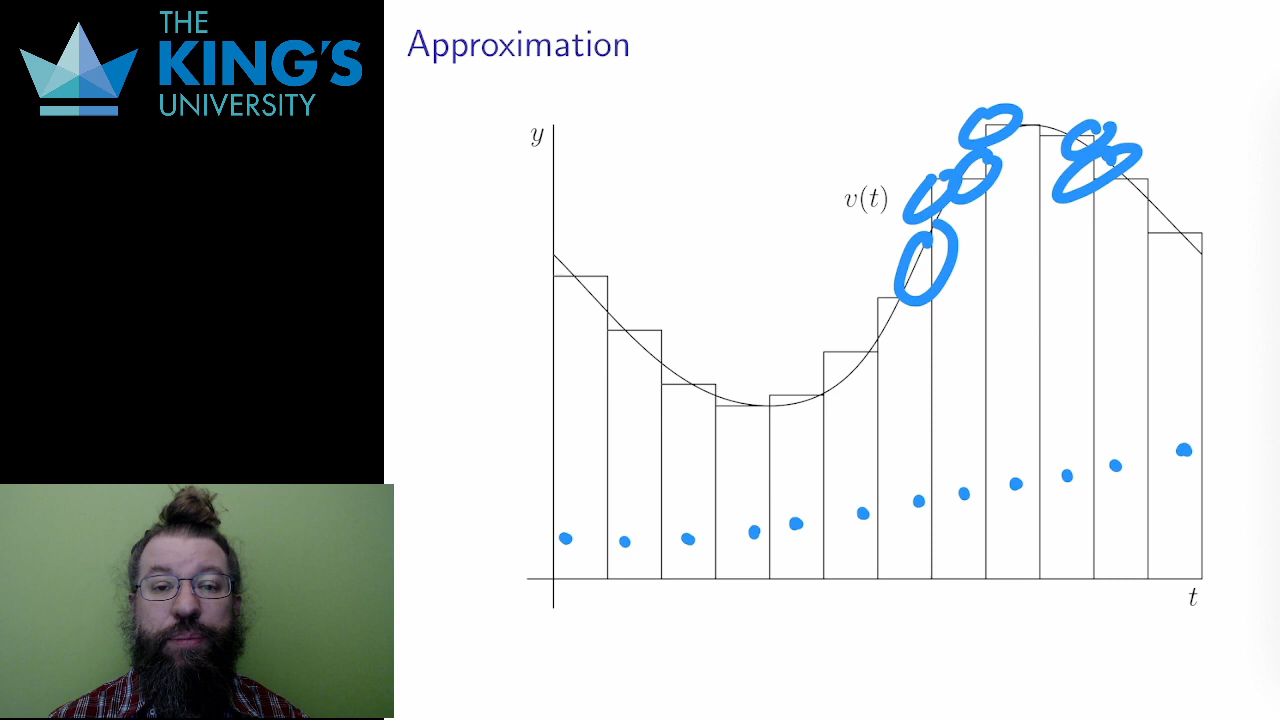 THE
KING'S
UNIVERSITY
Approximation
y
v(t)
t